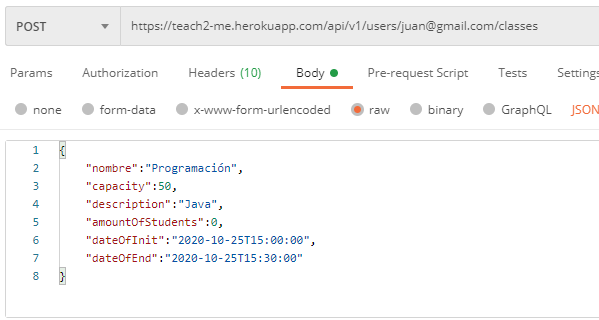 POST https://teach2-me.herokuapp.com/api/v1/users/juan@gmail.com/classes
Params Authorization Headers (10) Body Pre-request Script Tests Settings
none form-data x-www-form-urlencoded raw binary GraphQL JSON
1 {
2 "nombre":"Programación",
3 "capacity":50,
4 "description":"Java",
5 "amountOfStudents":0,
6 "dateOfInit":"2020-10-25T15:00:00",
7 "dateOfEnd":"2020-10-25T15:30:00"
8 }